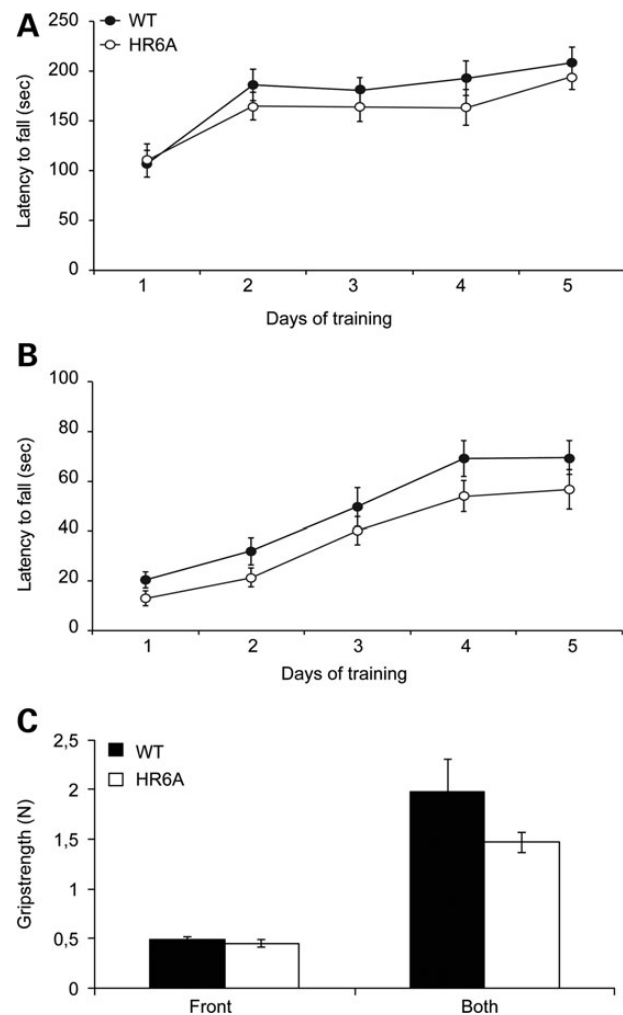 A
WT
HR6A
Latency to fall (sec)
250
200
150
100
50
0
1 2 3 4 5
Days of training
B
Latency to fall (sec)
100
80
60
40
20
0
1 2 3 4 5
Days of training
C
WT
HR6A
Gripstrength (N)
2,5
2
1,5
1
0,5
0
Front Both